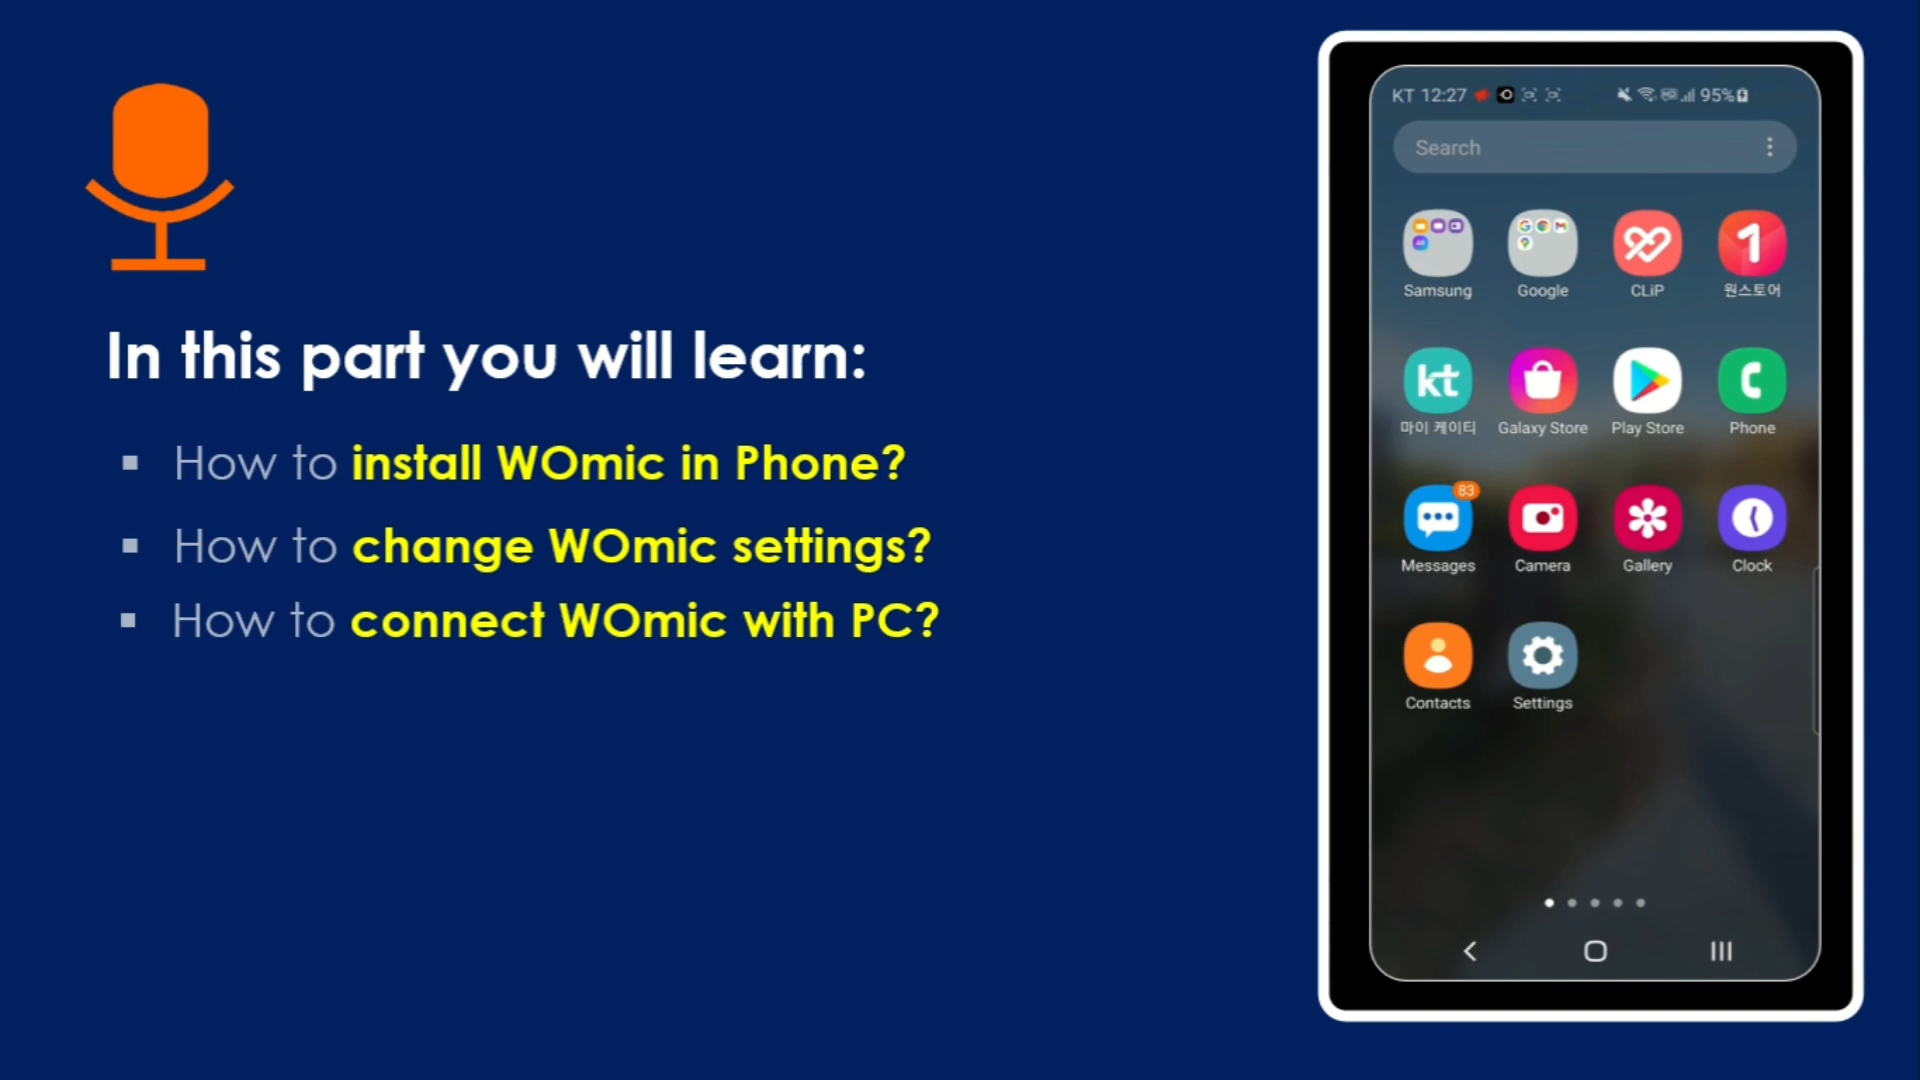 In this part you will learn:
▪ How to install WOmic in Phone?
▪ How to change WOmic settings?
▪ How to connect WOmic with PC?
KT 12:27 95%
Search
Samsung Google CLiP 원스토어
kt
마이 케이티 Galaxy Store Play Store Phone
83
Messages Camera Gallery Clock
Contacts Settings